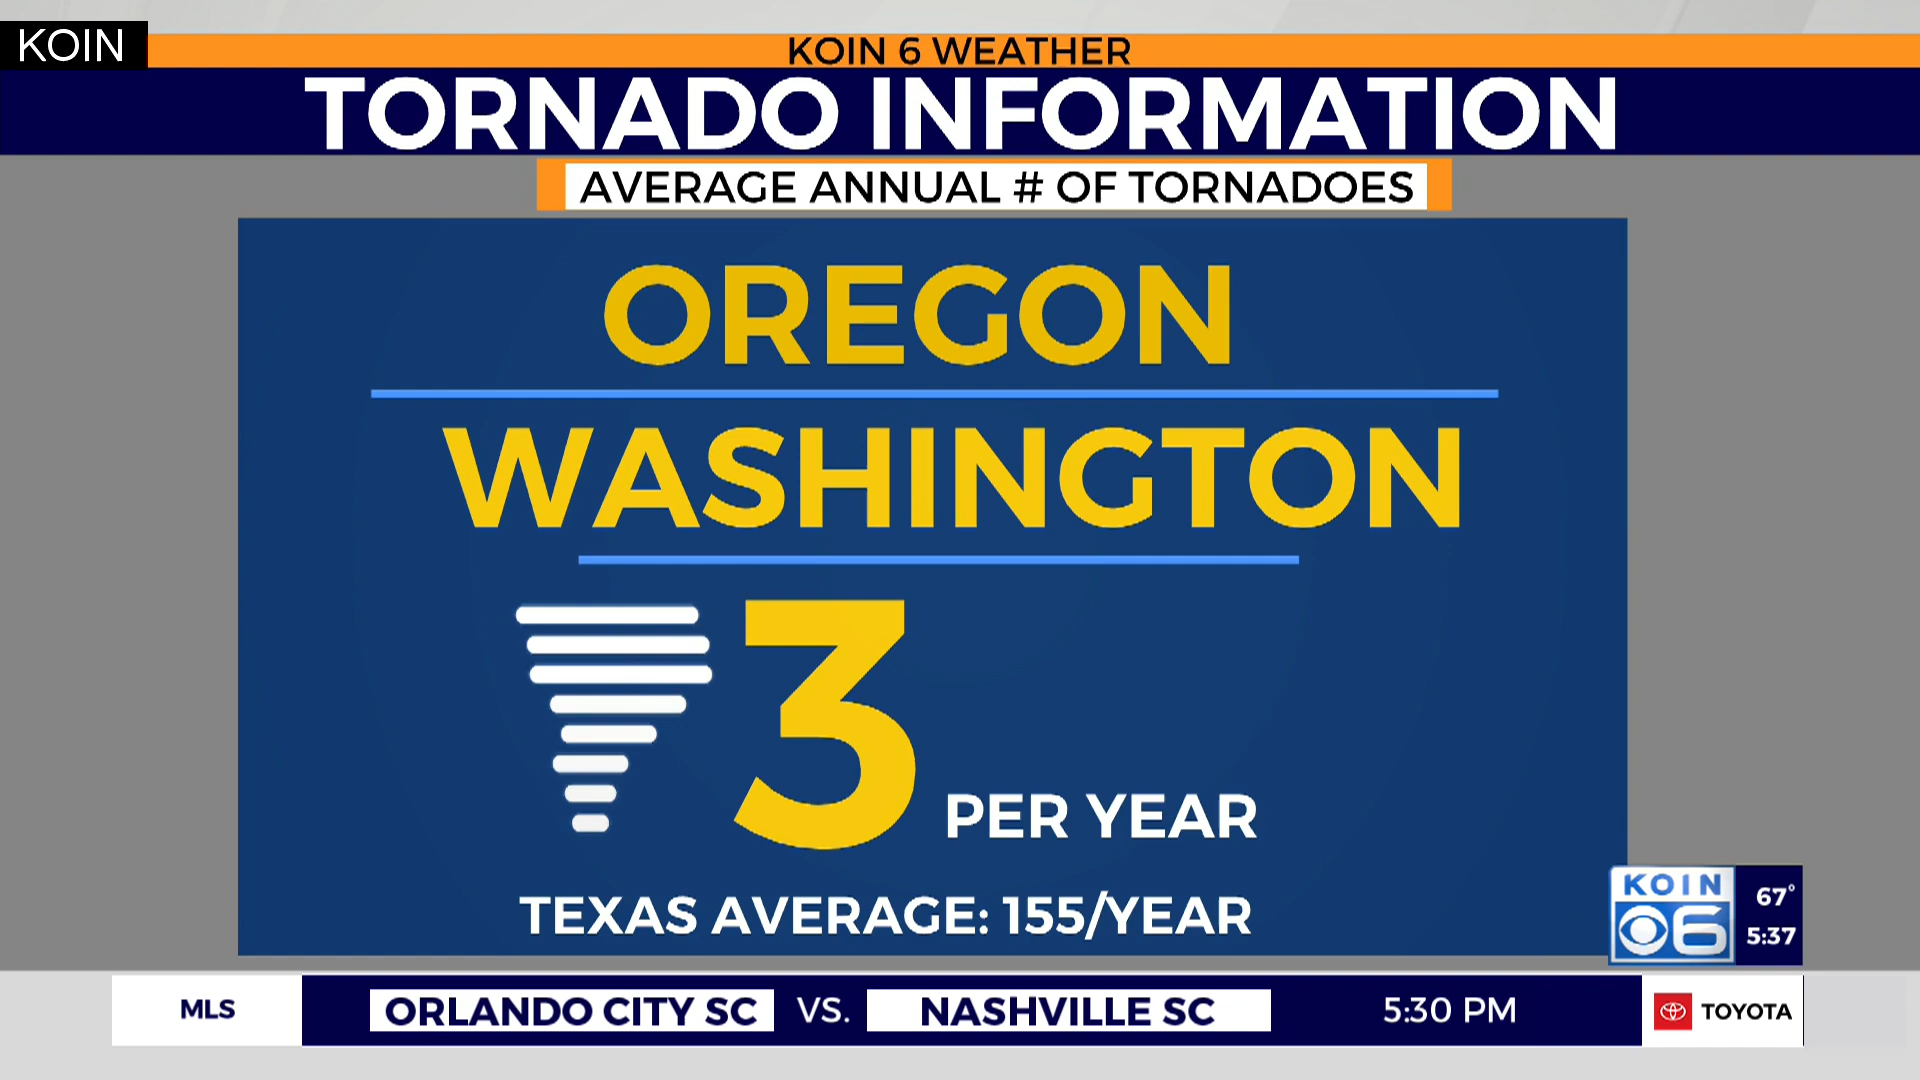 KOIN
KOIN 6 WEATHER
TORNADO INFORMATION
AVERAGE ANNUAL # OF TORNADOES
OREGON
WASHINGTON
3 PER YEAR
TEXAS AVERAGE: 155/YEAR
KOIN
6
67°
5:37
MLS
ORLANDO CITY SC VS. NASHVILLE SC 5:30 PM
TOYOTA